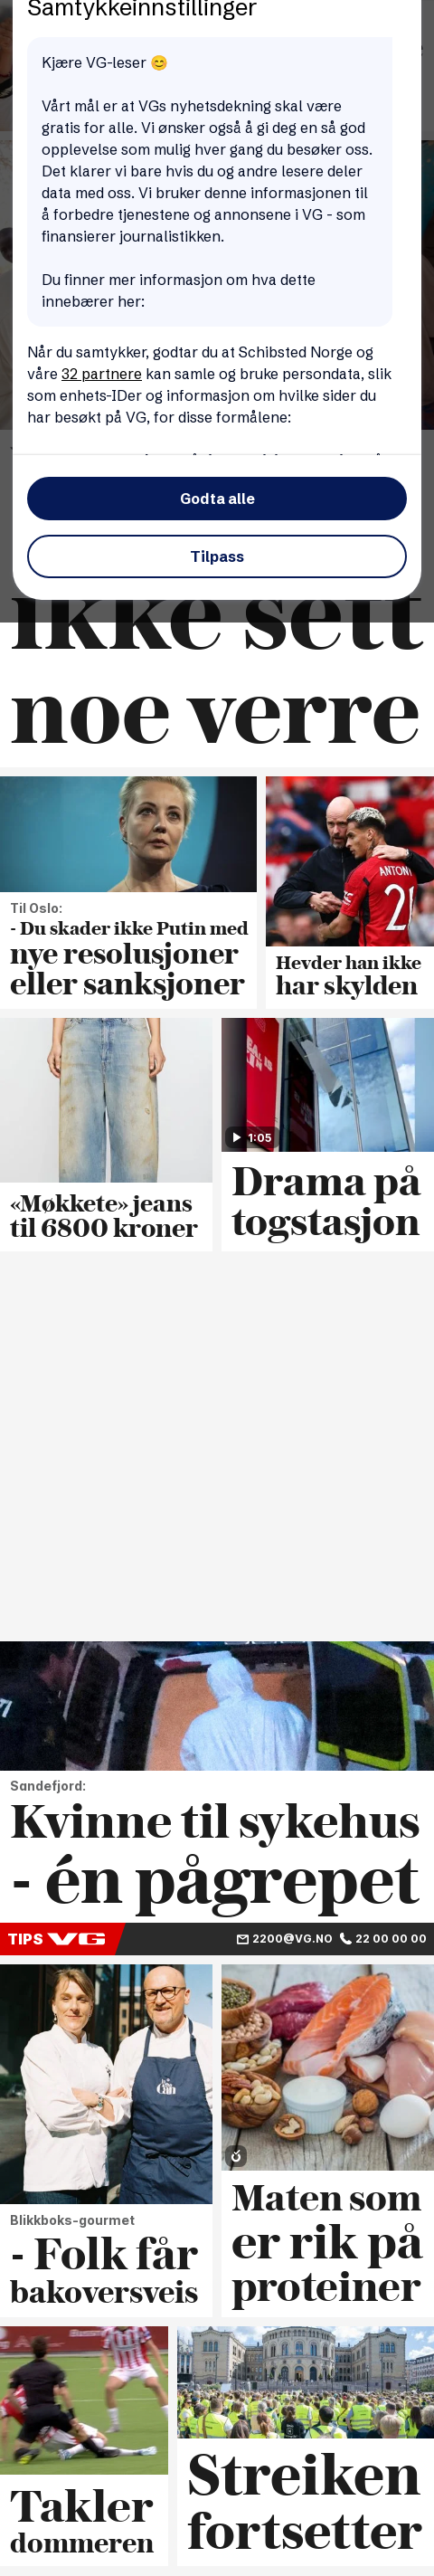 Samtykkeinnstillinger
Kjære VG-leser 😊
Vårt mål er at VGs nyhetsdekning skal være
gratis for alle. Vi ønsker også å gi deg en så god
opplevelse som mulig hver gang du besøker oss.
Det klarer vi bare hvis du og andre lesere deler
data med oss. Vi bruker denne informasjonen til
å forbedre tjenestene og annonsene i VG - som
finansierer journalistikken.
Du finner mer informasjon om hva dette
innebærer her:
Når du samtykker, godtar du at Schibsted Norge og
våre 32 partnere kan samle og bruke persondata, slik
som enhets-IDer og informasjon om hvilke sider du
har besøkt på VG, for disse formålene:
Godta alle
Tilpass
ikke sett
noe verre
Til Oslo:
- Du skader ikke Putin med
nye resolusjoner
eller sanksjoner
ANTONY
21
Hevder han ikke
har skylden
«Møkkete» jeans
til 6800 kroner
1:05
Drama på
togstasjon
Sandefjord:
Kvinne til sykehus
- én pågrepet
TIPS VG
2200@VG.NO 22 00 00 00
Blikkboks-gourmet
- Folk får
bakoversveis
Maten som
er rik på
proteiner
Takler
dommeren
Streiken
fortsetter